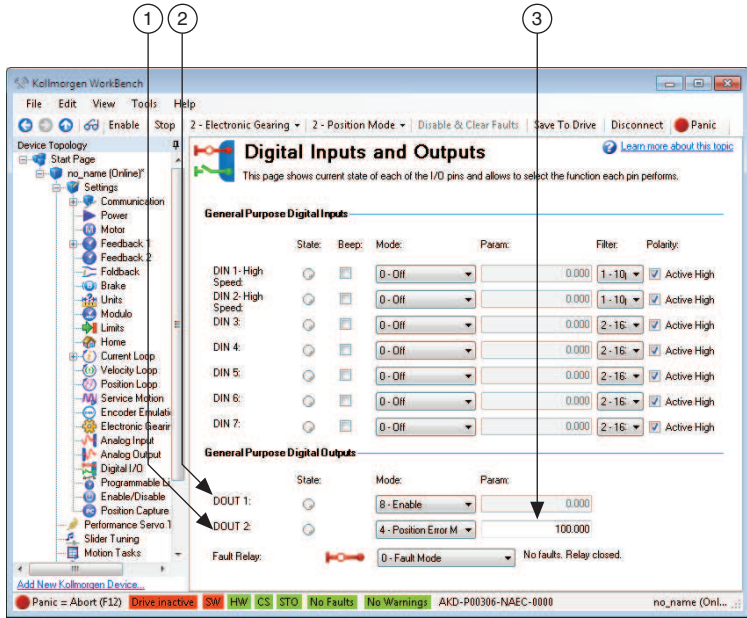 1 2 3
Kollmorgen WorkBench
File Edit View Tools Help
Enable Stop 2 - Electronic Gearing 2 - Position Mode Disable & Clear Faults Save To Drive Disconnect Panic
Device Topology
Start Page
no_name (Online)*
Settings
Communication
Power
Motor
Feedback 1
Feedback 2
Foldback
Brake
Units
Modulo
Limits
Home
Current Loop
Velocity Loop
Position Loop
Service Motion
Encoder Emulati
Electronic Gearir
Analog Input
Analog Output
Digital I/O
Programmable Li
Enable/Disable
Position Capture
Performance Servo T
Slider Tuning
Motion Tasks
Add New Kollmorgen Device...
Digital Inputs and Outputs
Learn more about this topic
This page shows current state of each of the I/O pins and allows to select the function each pin performs.
General Purpose Digital Inputs
State: Beep: Mode: Param: Filter: Polarity:
DIN 1- High Speed: 0 - Off 0.000 1 - 10 Active High
DIN 2- High Speed: 0 - Off 0.000 1 - 10 Active High
DIN 3: 0 - Off 0.000 2 - 16 Active High
DIN 4: 0 - Off 0.000 2 - 16 Active High
DIN 5: 0 - Off 0.000 2 - 16 Active High
DIN 6: 0 - Off 0.000 2 - 16 Active High
DIN 7: 0 - Off 0.000 2 - 16 Active High
General Purpose Digital Outputs
State: Mode: Param:
DOUT 1: 8 - Enable 0.000
DOUT 2: 4 - Position Error M 100.000
Fault Relay: 0 - Fault Mode No faults. Relay closed.
Panic = Abort (F12) Drive inactive SW HW CS STO No Faults No Warnings AKD-P00306-NAEC-0000 no_name (Onl...